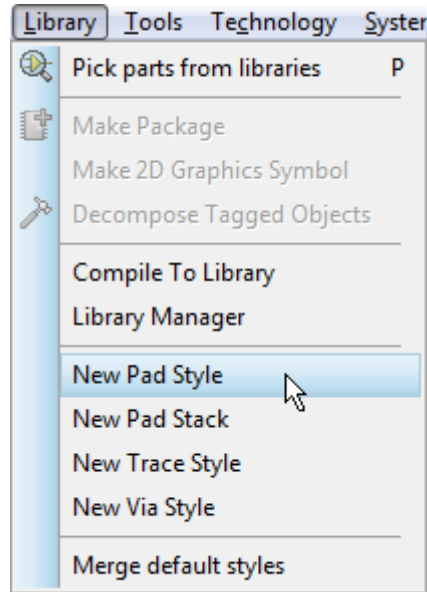 Library Tools Technology Syster
Pick parts from libraries P
Make Package
Make 2D Graphics Symbol
Decompose Tagged Objects
Compile To Library
Library Manager
New Pad Style
New Pad Stack
New Trace Style
New Via Style
Merge default styles